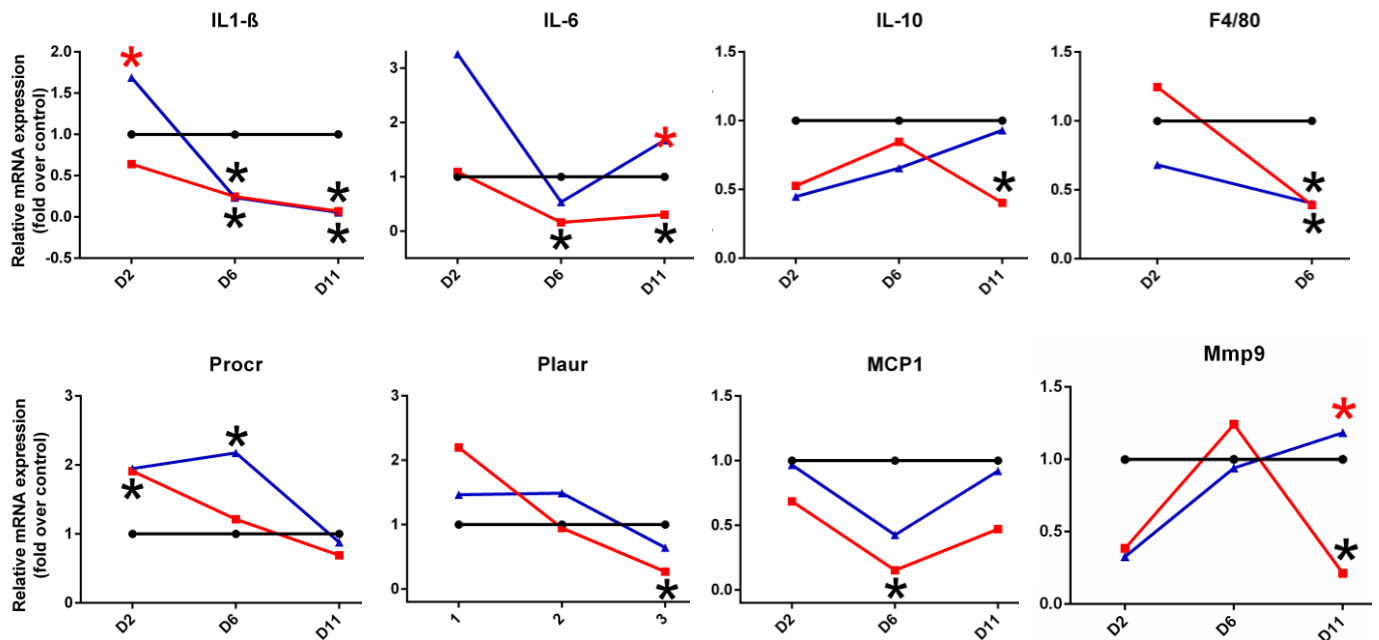 IL1-ß
IL-6
IL-10
F4/80
Relative mRNA expression
(fold over control)
2.0
1.5
1.0
0.5
0.0
-0.5
D2
D6
D11
3
2
1
0
D2
D6
D11
1.5
1.0
0.5
0.0
D2
D6
D11
1.5
1.0
0.5
0.0
D2
D6
Procr
Plaur
MCP1
Mmp9
Relative mRNA expression
(fold over control)
3
2
1
0
D2
D6
D11
3
2
1
0
1
2
3
1.5
1.0
0.5
0.0
D2
D6
D11
1.5
1.0
0.5
0.0
D2
D6
D11